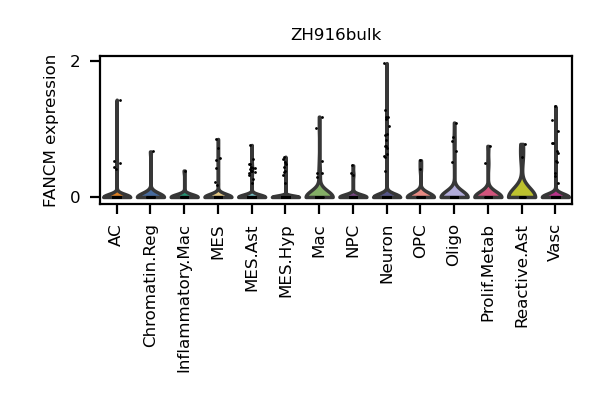 ZH916bulk
FANCM expression
2
0
AC
Chromatin.Reg
Inflammatory.Mac
MES
MES.Ast
MES.Hyp
Mac
NPC
Neuron
OPC
Oligo
Prolif.Metab
Reactive.Ast
Vasc